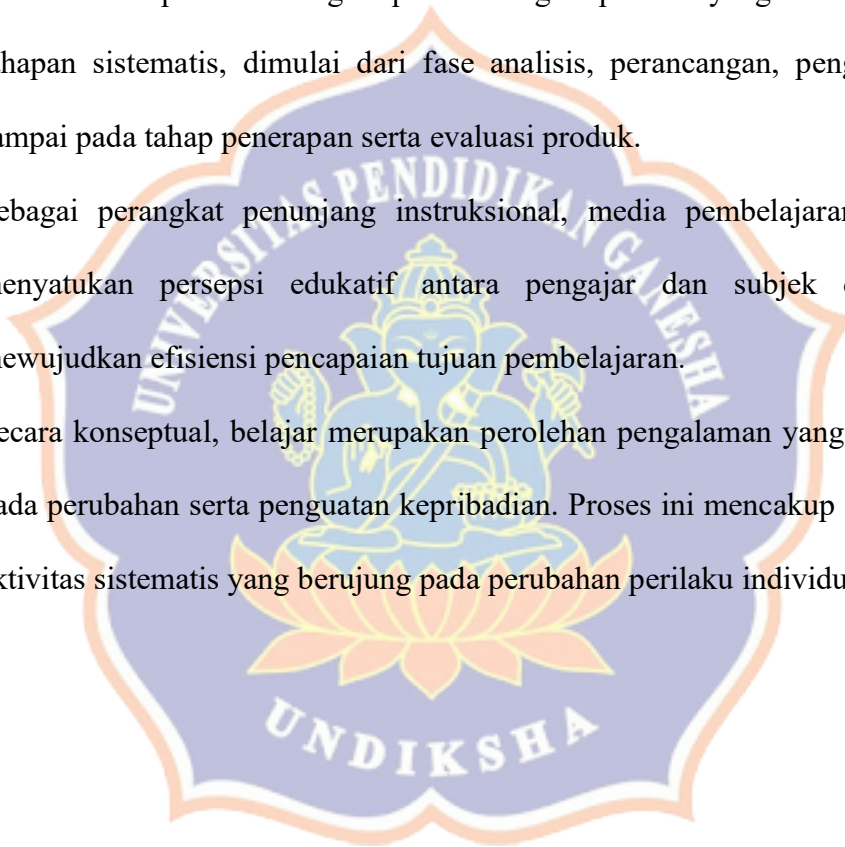 hapan sistematis, dimulai dari fase analisis, perancangan, peng
ampai pada tahap penerapan serta evaluasi produk.
ebagai perangkat penunjang instruksional, media pembelajaran
enyatukan persepsi edukatif antara pengajar dan subjek
ewujudkan efisiensi pencapaian tujuan pembelajaran.
ecara konseptual, belajar merupakan perolehan pengalaman yang
ada perubahan serta penguatan kepribadian. Proses ini mencakup
ktivitas sistematis yang berujung pada perubahan perilaku individu
UNIVERSITAS PENDIDIKAN GANESHA
UNDIKSHA